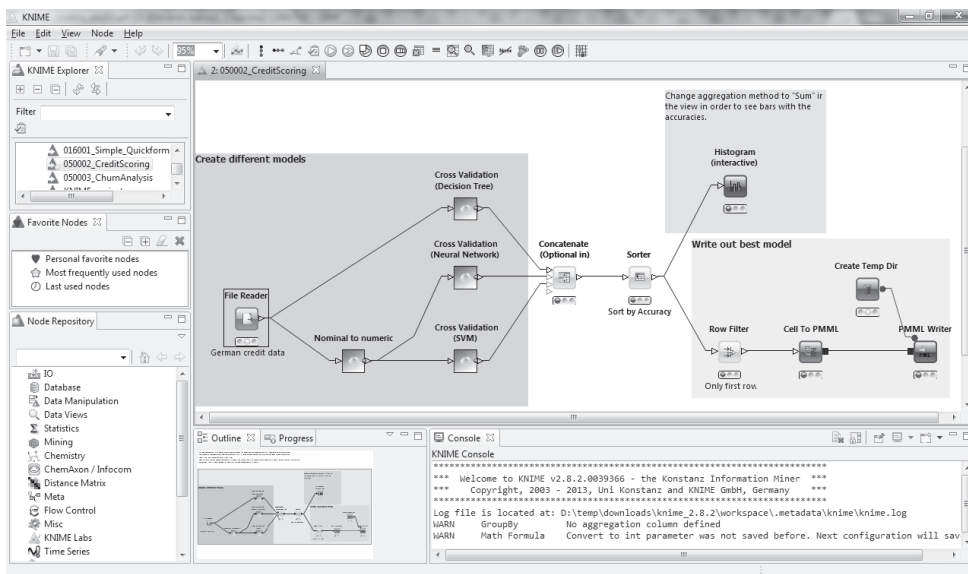 KNIME
File Edit View Node Help
95%
KNIME Explorer
Filter
016001_Simple_Quickform
050002_CreditScoring
050003_ChurnAnalysis
Favorite Nodes
Personal favorite nodes
Most frequently used nodes
Last used nodes
Node Repository
IO
Database
Data Manipulation
Data Views
Statistics
Mining
Chemistry
ChemAxon / Infocom
Distance Matrix
Meta
Flow Control
Misc
KNIME Labs
Time Series
2: 050002_CreditScoring
Create different models
File Reader
German credit data
Nominal to numeric
Cross Validation
(Decision Tree)
Cross Validation
(Neural Network)
Cross Validation
(SVM)
Concatenate
(Optional in)
Sorter
Sort by Accuracy
Change aggregation method to "Sum" ir
the view in order to see bars with the
accuracies.
Histogram
(interactive)
Write out best model
Create Temp Dir
Row Filter
Only first row
Cell To PMML
PMML Writer
Outline
Progress
Console
KNIME Console
*** Welcome to KNIME v2.8.2.0039366 - the Konstanz Information Miner ***
*** Copyright, 2003 - 2013, Uni Konstanz and KNIME GmbH, Germany ***
Log file is located at: D:\temp\downloads\knime_2.8.2\workspace\.metadata\knime\knime.log
WARN GroupBy No aggregation column defined
WARN Math Formula Convert to int parameter was not saved before. Next configuration will sav